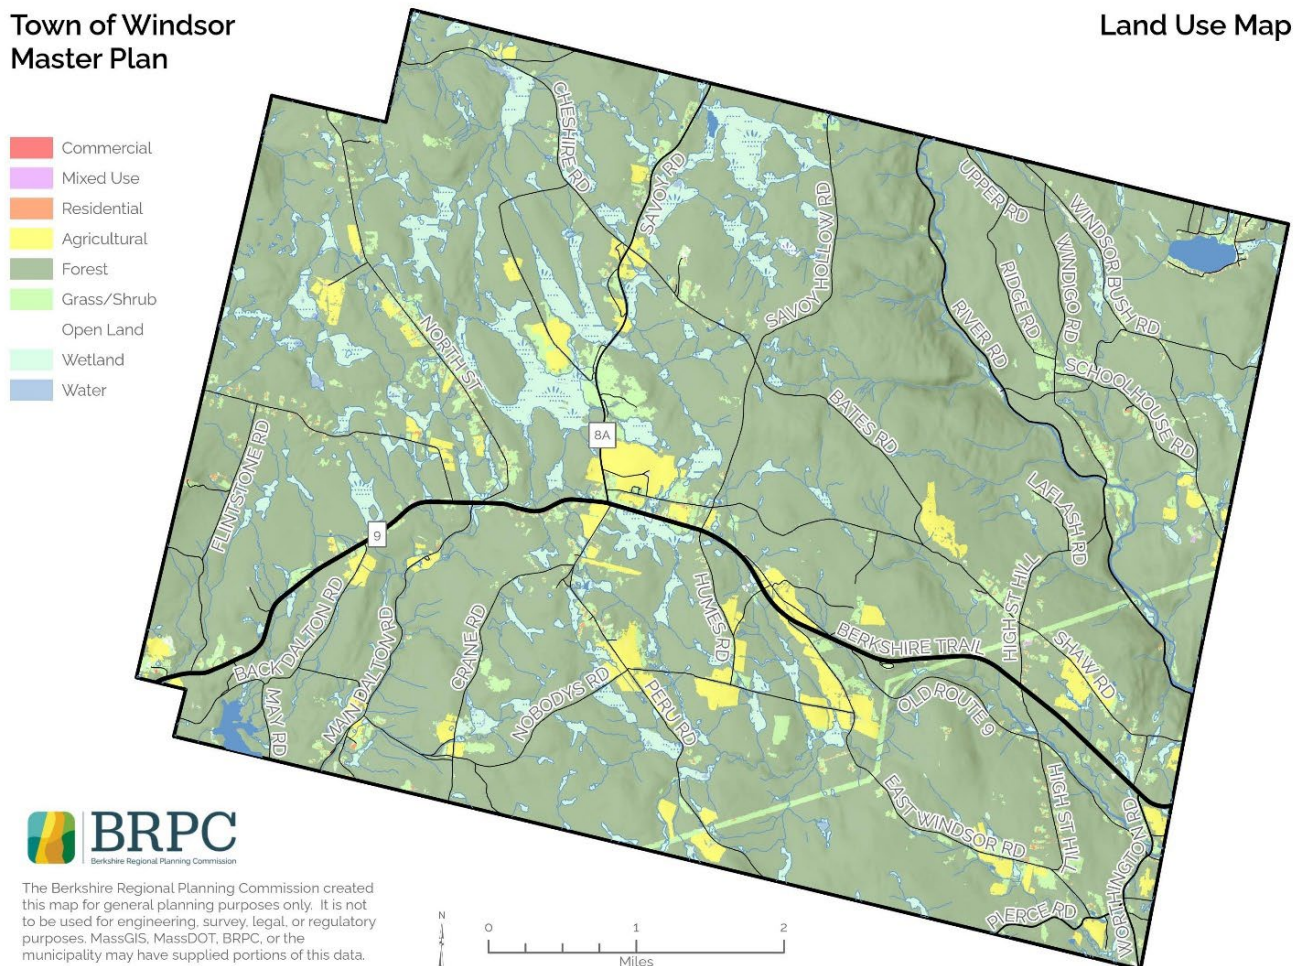 Town of Windsor
Master Plan
Land Use Map
Commercial
Mixed Use
Residential
Agricultural
Forest
Grass/Shrub
Open Land
Wetland
Water
CHESHIRE RD
SAVOY RD
SAVOY HOLLOW RD
UPPER RD
WINDSOR BUSH RD
WINDIGO RD
RIDGE RD
RIVER RD
SCHOOLHOUSE RD
NORTH ST
BATES RD
8A
FLINTSTONE RD
9
LAFLASH RD
HIGH ST HILL
BACK DALTON RD
MAIN DALTON RD
CRANE RD
HUMES RD
BERKSHIRE TRAIL
SHAW RD
MAY RD
NOBODYS RD
PERU RD
OLD ROUTE 9
EAST WINDSOR RD
HIGH ST HILL
WORTHINGTON RD
PIERCE RD
BRPC
Berkshire Regional Planning Commission
The Berkshire Regional Planning Commission created
this map for general planning purposes only. It is not
to be used for engineering, survey, legal, or regulatory
purposes. MassGIS, MassDOT, BRPC, or the
municipality may have supplied portions of this data.
N
0 1 2
Miles